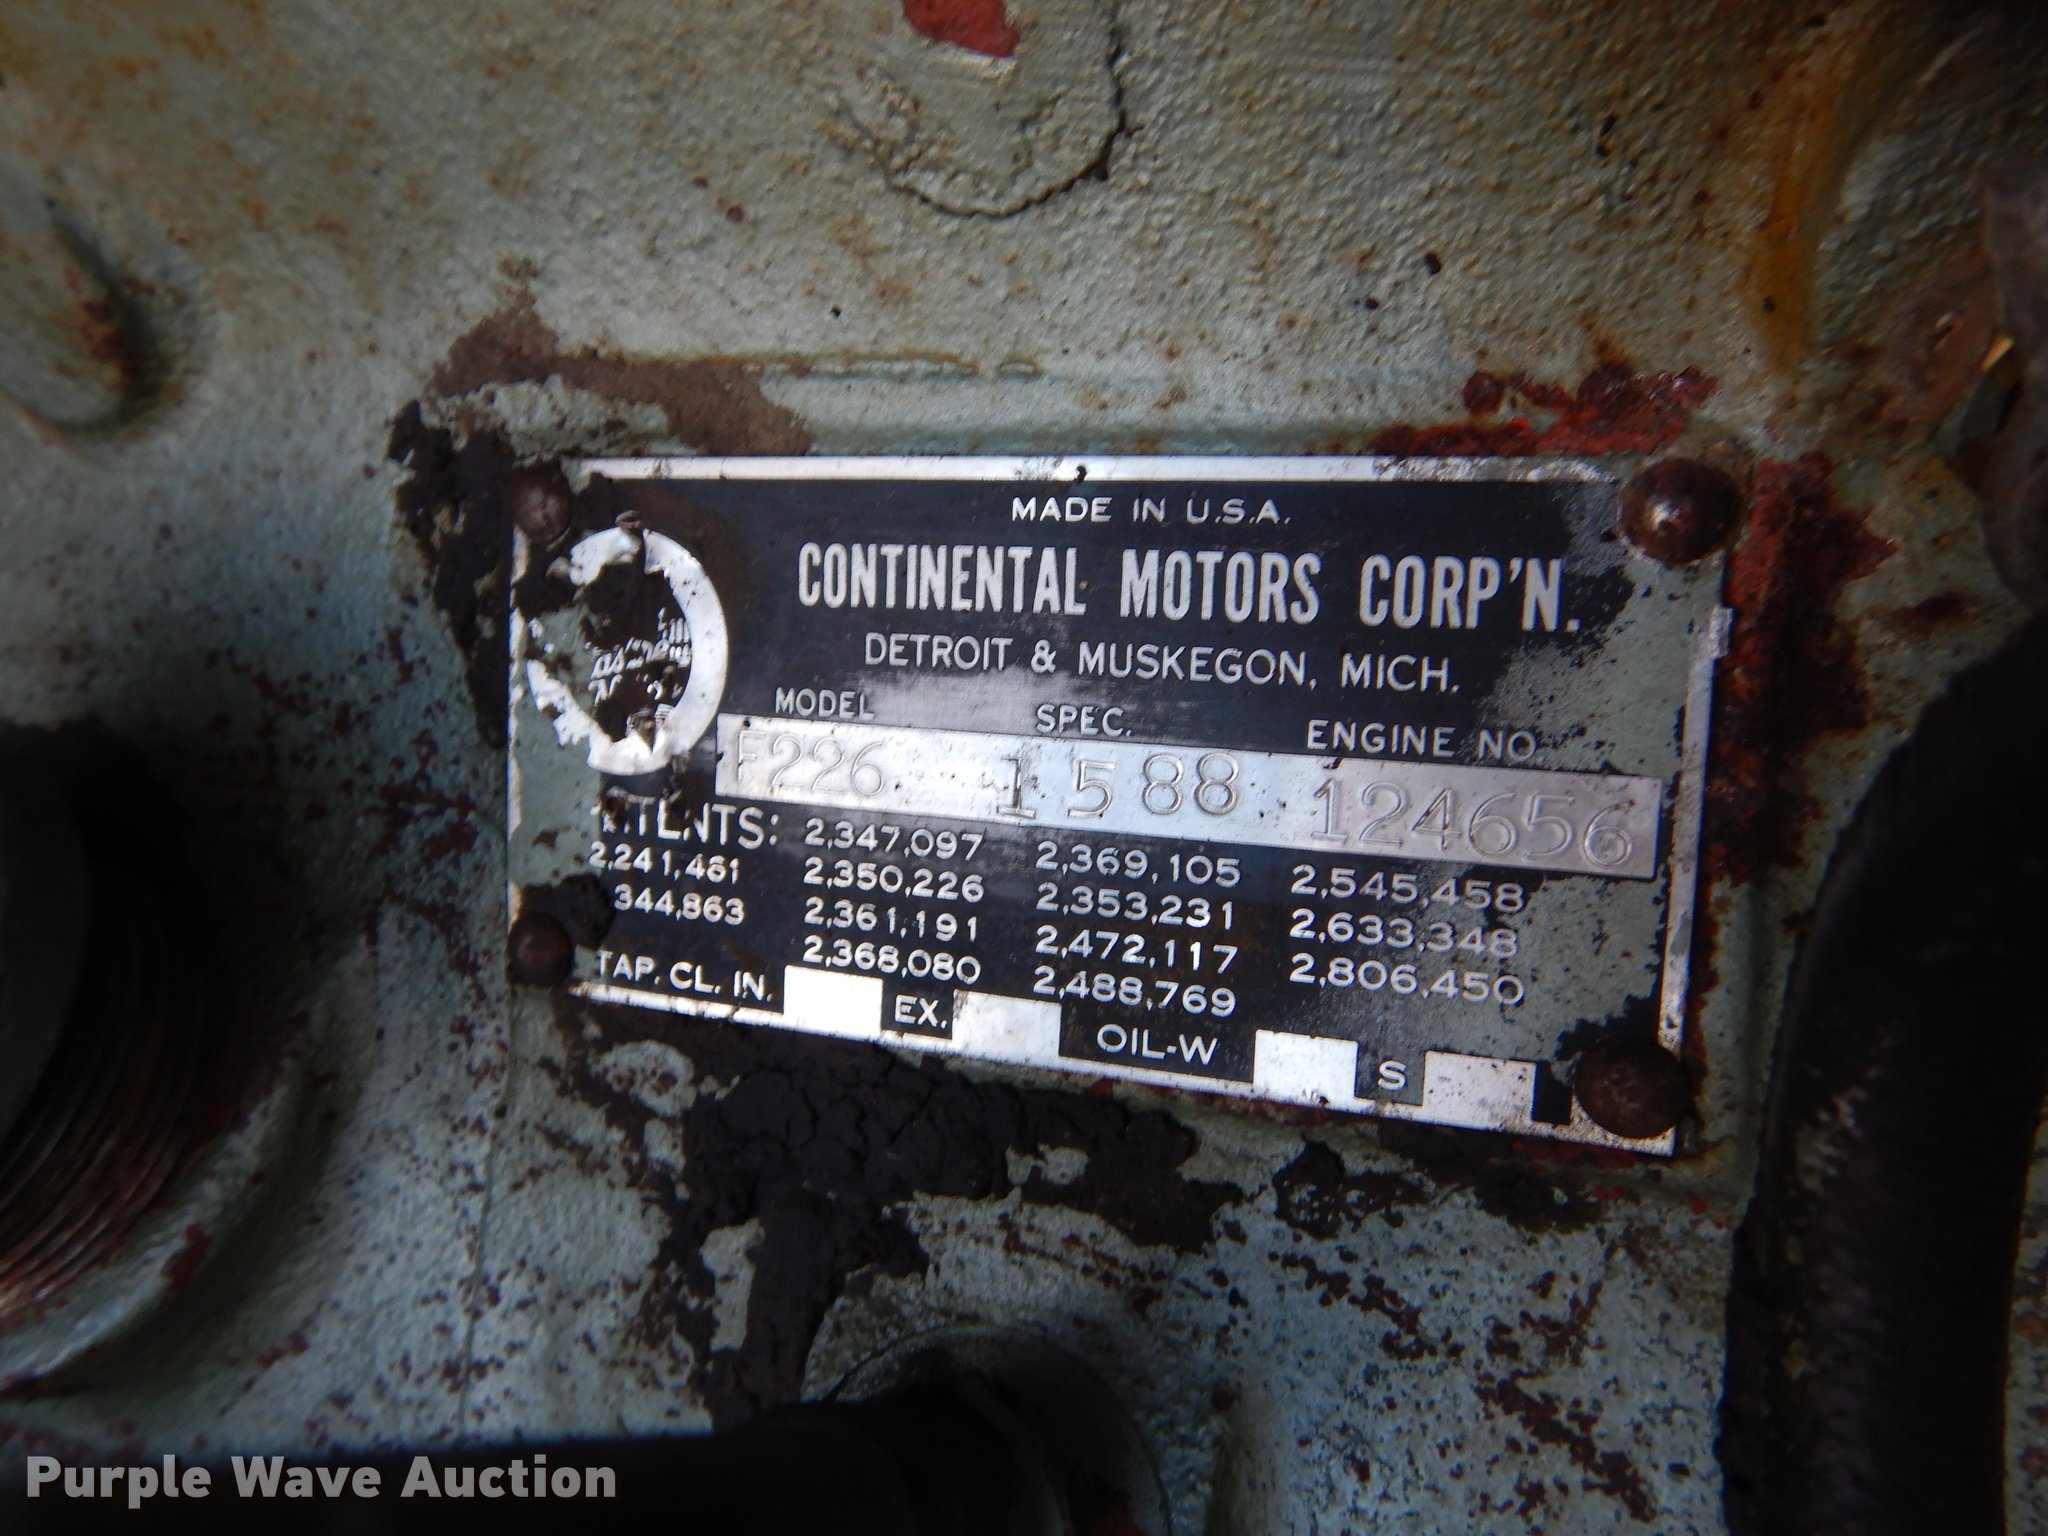 MADE IN U.S.A.
CONTINENTAL MOTORS CORP'N.
DETROIT & MUSKEGON, MICH.
MODEL SPEC. ENGINE NO
F226 1588 124656
PATENTS: 2,347,097 2,369,105 2,545,458
2,241,461 2,350,226 2,353,231 2,633,348
344,863 2,361,191 2,472,117 2,806,450
2,368,080 2,488,769
TAP. CL. IN. EX. OIL-W S
Purple Wave Auction